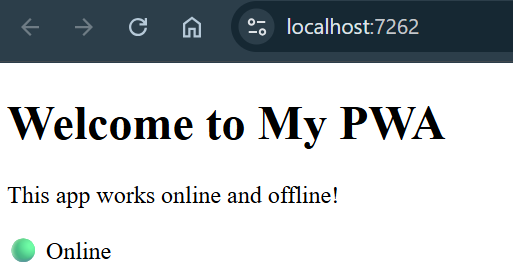 localhost:7262
Welcome to My PWA
This app works online and offline!
Online